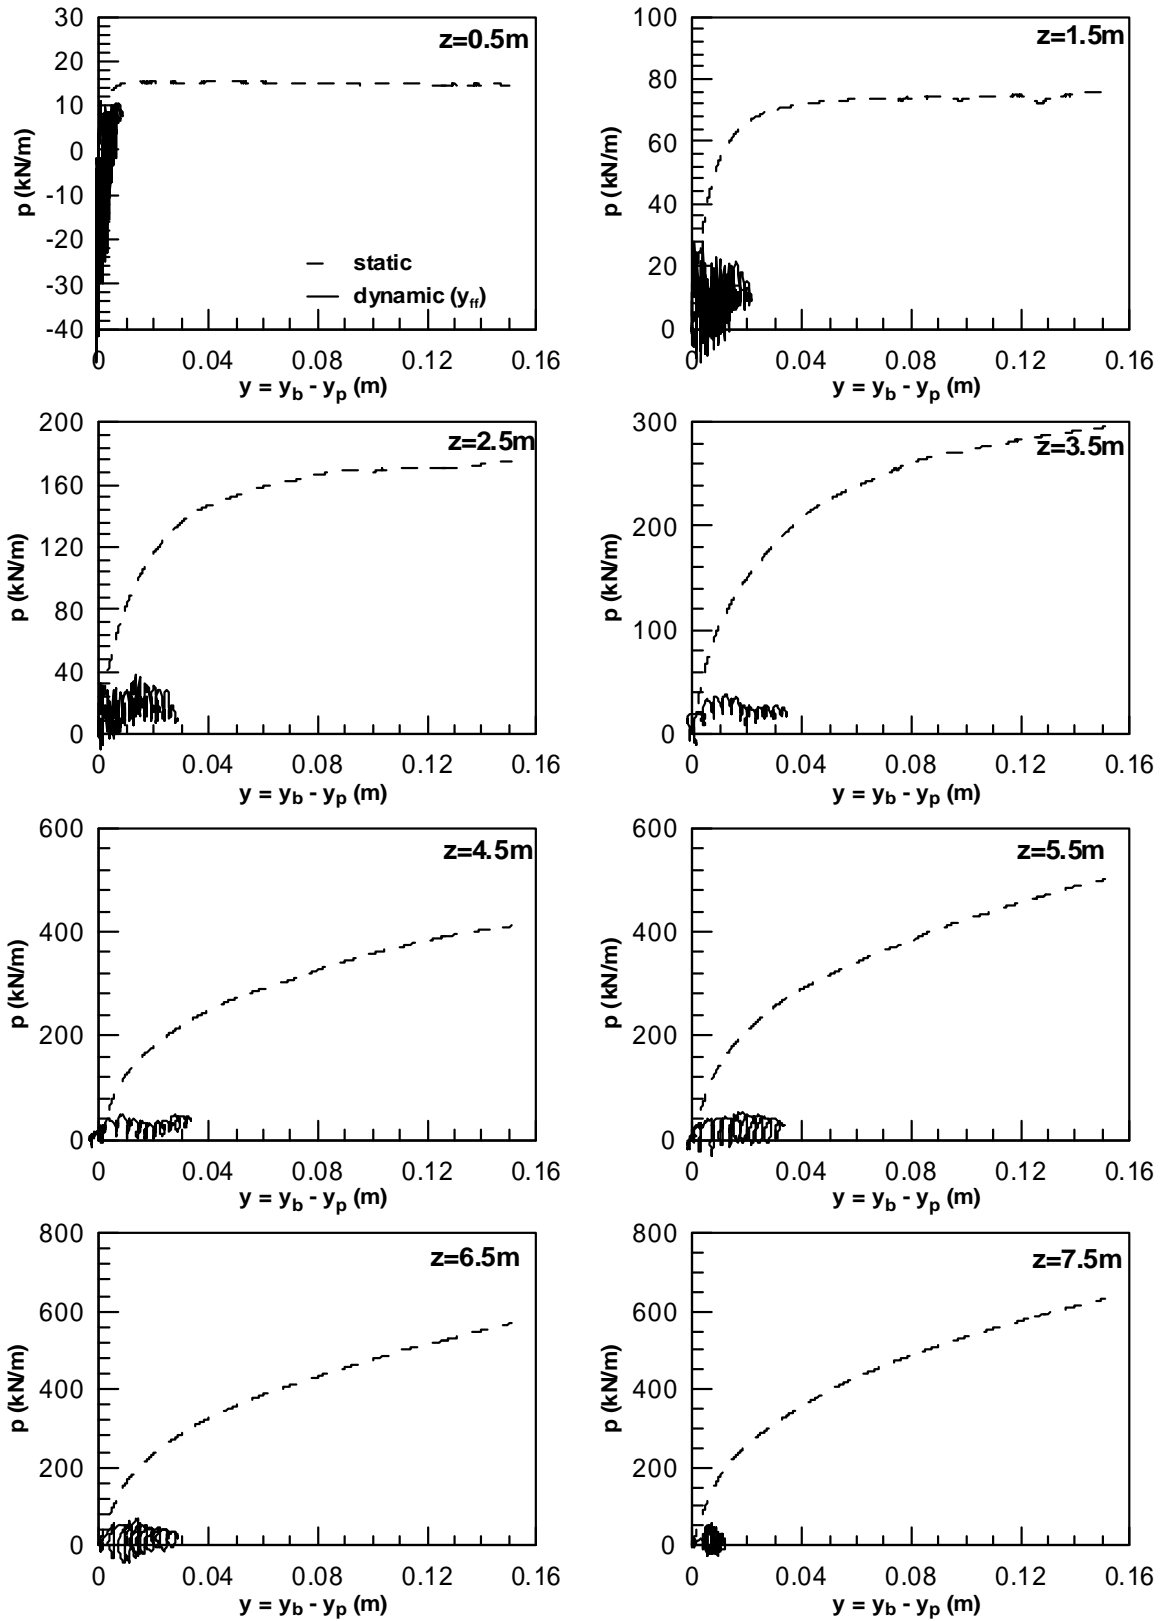 30
20
10
0
-10
-20
-30
-40
p (kN/m)
z=0.5m
static
dynamic (yff)
0 0.04 0.08 0.12 0.16
y = yb - yp (m)
100
80
60
40
20
0
p (kN/m)
z=1.5m
0 0.04 0.08 0.12 0.16
y = yb - yp (m)
200
160
120
80
40
0
p (kN/m)
z=2.5m
0 0.04 0.08 0.12 0.16
y = yb - yp (m)
300
200
100
0
p (kN/m)
z=3.5m
0 0.04 0.08 0.12 0.16
y = yb - yp (m)
600
400
200
0
p (kN/m)
z=4.5m
0 0.04 0.08 0.12 0.16
y = yb - yp (m)
600
500
400
300
200
100
0
p (kN/m)
z=5.5m
0 0.04 0.08 0.12 0.16
y = yb - yp (m)
800
600
400
200
0
p (kN/m)
z=6.5m
0 0.04 0.08 0.12 0.16
y = yb - yp (m)
800
600
400
200
0
p (kN/m)
z=7.5m
0 0.04 0.08 0.12 0.16
y = yb - yp (m)